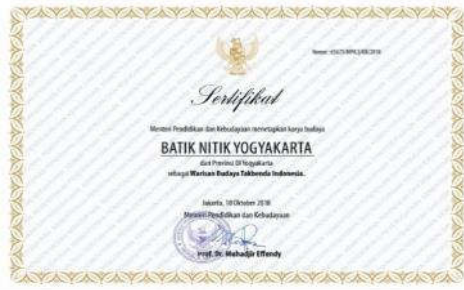 Sertifikat
Menteri Pendidikan dan Kebudayaan menetapkan karya budaya
BATIK NITIK YOGYAKARTA
dari Provinsi DI Yogyakarta
sebagai Warisan Budaya Takbenda Indonesia.
Jakarta, 10 Oktober 2018
Menteri Pendidikan dan Kebudayaan
Prof. Dr. Muhadjir Effendy